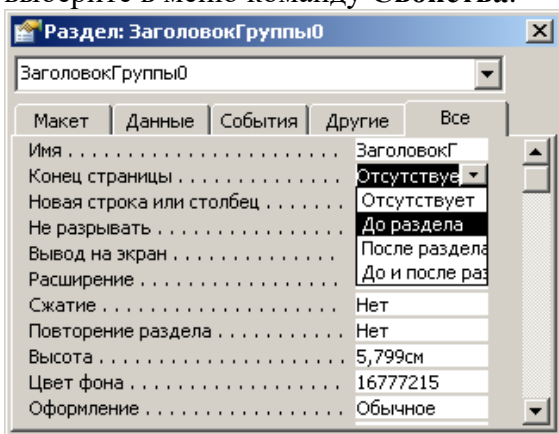 выберите в меню команду Свойства.
Раздел: ЗаголовокГруппы0
ЗаголовокГруппы0
Макет Данные События Другие Все
Имя . . . . . . . . . . . . . . . . . . . . . . . ЗаголовокГ
Конец страницы . . . . . . . . . . . . . . Отсутствуе
Новая строка или столбец . . . . . . . Отсутствует
Не разрывать . . . . . . . . . . . . . . . . До раздела
Вывод на экран . . . . . . . . . . . . . . После раздела
Расширение . . . . . . . . . . . . . . . . . До и после раз
Сжатие . . . . . . . . . . . . . . . . . . . . Нет
Повторение раздела . . . . . . . . . . . Нет
Высота . . . . . . . . . . . . . . . . . . . . 5,799см
Цвет фона . . . . . . . . . . . . . . . . . . 16777215
Оформление . . . . . . . . . . . . . . . . . Обычное